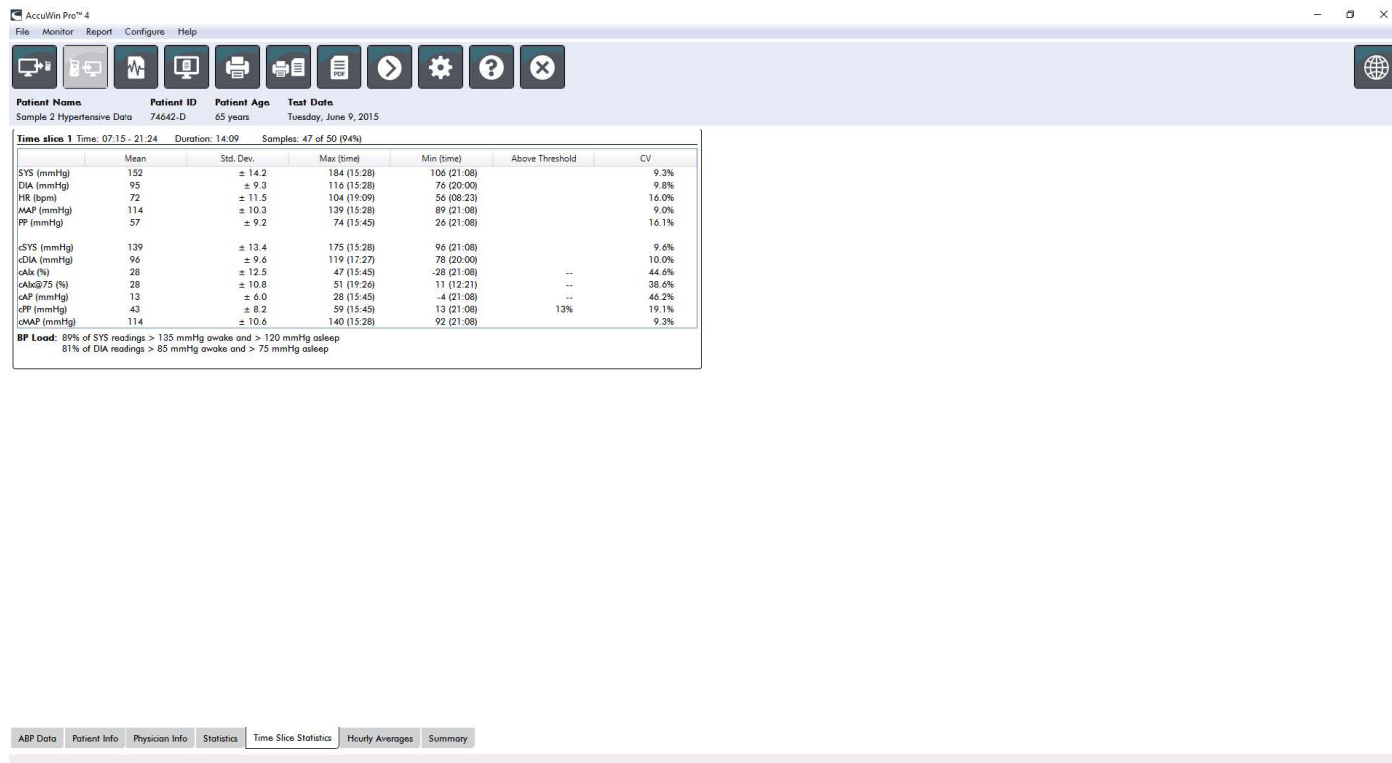 AccuWin Pro™ 4
File Monitor Report Configure Help
PDF
Patient Name Patient ID Patient Age Test Date
Sample 2 Hypertensive Data 74642-D 65 years Tuesday, June 9, 2015
Time slice 1 Time: 07:15 - 21:24 Duration: 14:09 Samples: 47 of 50 (94%)
Mean Std. Dev. Max (time) Min (time) Above Threshold CV
SYS (mmHg) 152 ± 14.2 184 (15:28) 106 (21:08) 9.3%
DIA (mmHg) 95 ± 9.3 116 (15:28) 76 (20:00) 9.8%
HR (bpm) 72 ± 11.5 104 (19:09) 56 (08:23) 16.0%
MAP (mmHg) 114 ± 10.3 139 (15:28) 89 (21:08) 9.0%
PP (mmHg) 57 ± 9.2 74 (15:45) 26 (21:08) 16.1%
cSYS (mmHg) 139 ± 13.4 175 (15:28) 96 (21:08) 9.6%
cDIA (mmHg) 96 ± 9.6 119 (17:27) 78 (20:00) 10.0%
cAIx (%) 28 ± 12.5 47 (15:45) -28 (21:08) -- 44.6%
cAIx@75 (%) 28 ± 10.8 51 (19:26) 11 (12:21) -- 38.6%
cAP (mmHg) 13 ± 6.0 28 (15:45) -4 (21:08) -- 46.2%
cPP (mmHg) 43 ± 8.2 59 (15:45) 13 (21:08) 13% 19.1%
cMAP (mmHg) 114 ± 10.6 140 (15:28) 92 (21:08) 9.3%
BP Load: 89% of SYS readings > 135 mmHg awake and > 120 mmHg asleep
81% of DIA readings > 85 mmHg awake and > 75 mmHg asleep
ABP Data Patient Info Physician Info Statistics Time Slice Statistics Hourly Averages Summary